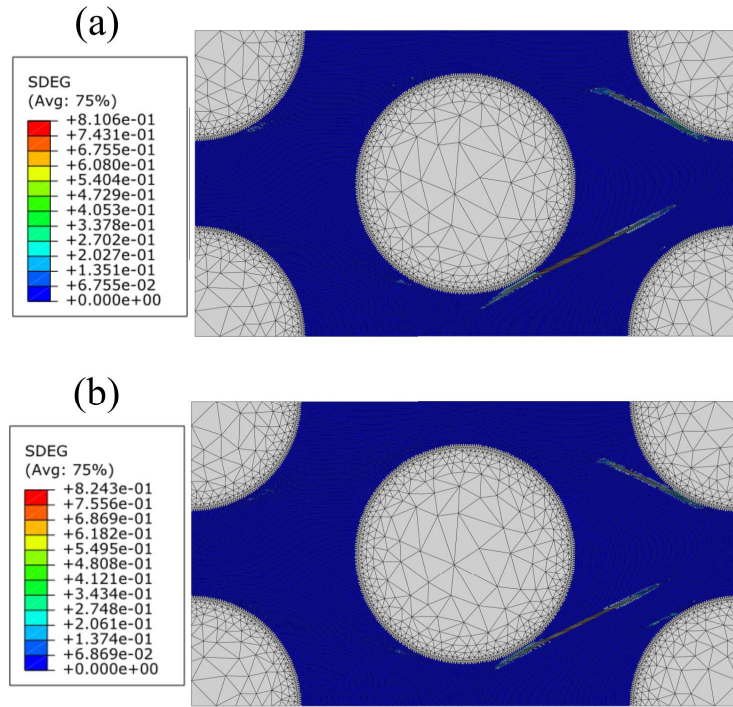 (a)
SDEG
(Avg: 75%)
+8.106e-01
+7.431e-01
+6.755e-01
+6.080e-01
+5.404e-01
+4.729e-01
+4.053e-01
+3.378e-01
+2.702e-01
+2.027e-01
+1.351e-01
+6.755e-02
+0.000e+00
(b)
SDEG
(Avg: 75%)
+8.243e-01
+7.556e-01
+6.869e-01
+6.182e-01
+5.495e-01
+4.808e-01
+4.121e-01
+3.434e-01
+2.748e-01
+2.061e-01
+1.374e-01
+6.869e-02
+0.000e+00